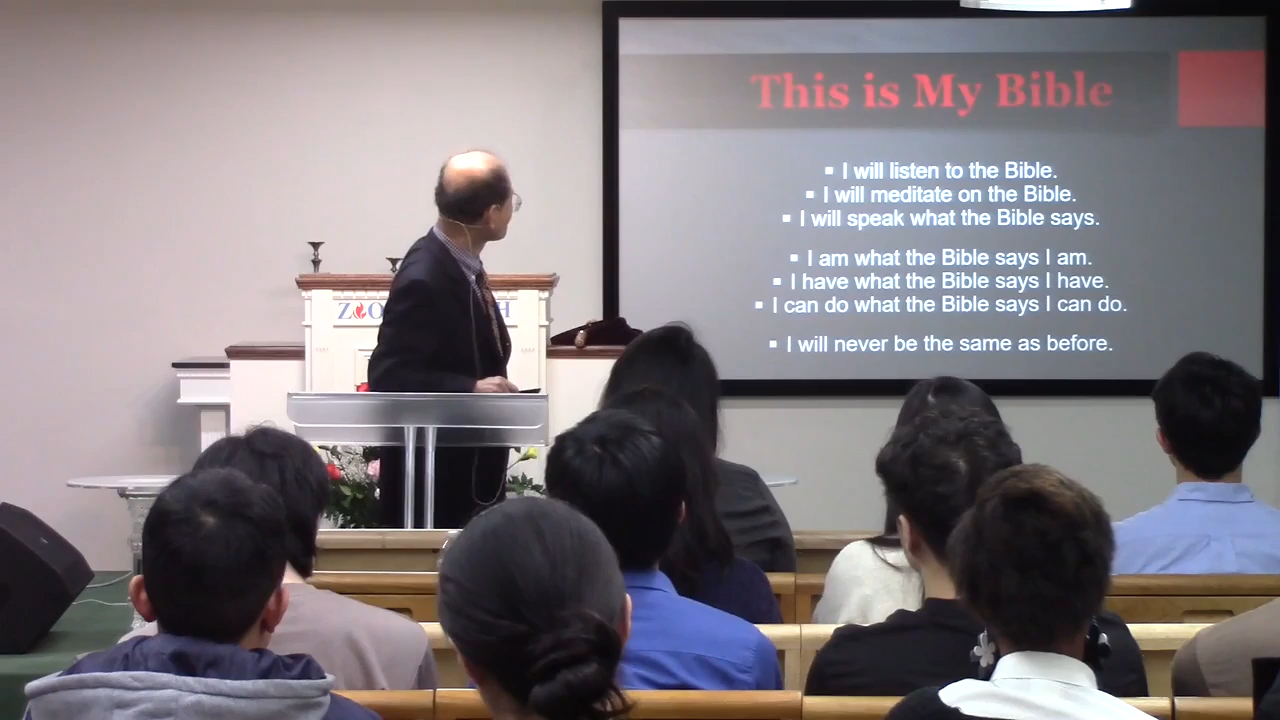 This is My Bible
▪ I will listen to the Bible.
▪ I will meditate on the Bible.
▪ I will speak what the Bible says.
▪ I am what the Bible says I am.
▪ I have what the Bible says I have.
▪ I can do what the Bible says I can do.
▪ I will never be the same as before.